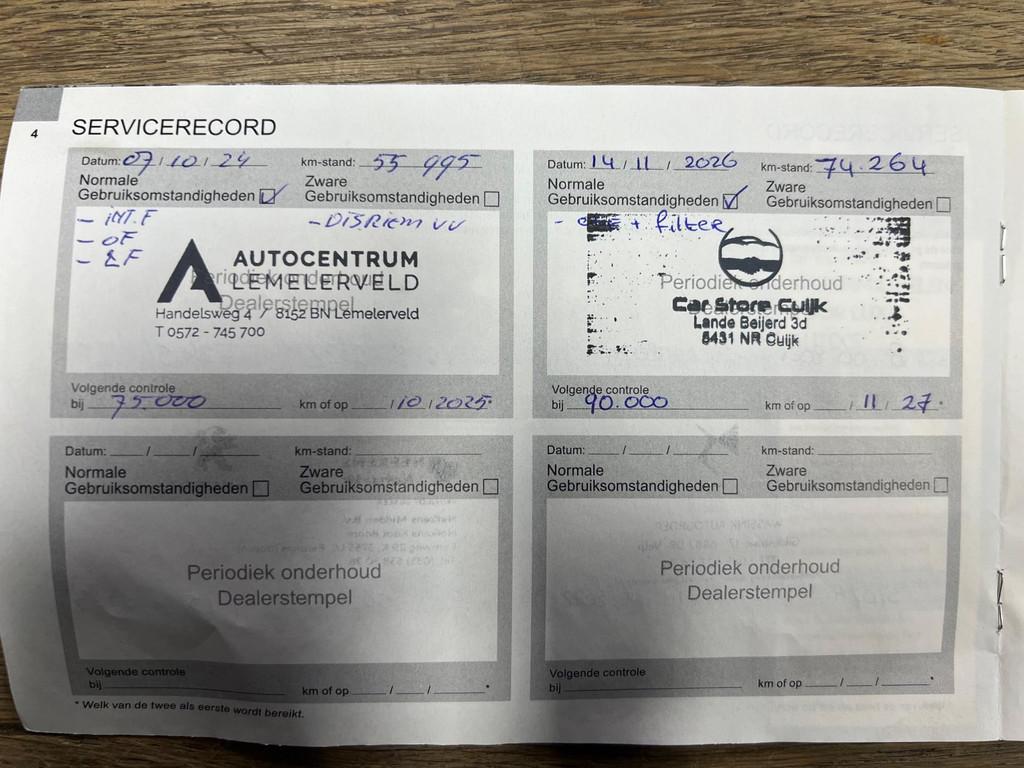 4
SERVICERECORD
Datum: 07 / 10 / 24 km-stand: 55 995
Normale
Gebruiksomstandigheden
Zware
Gebruiksomstandigheden
- INT.F
- OF
- DIS.RIEM VV
AUTOCENTRUM
LEMELERVELD
Periodiek onderhoud
Dealerstempel
Handelsweg 4 / 8152 BN Lemelerveld
T 0572 - 745 700
Volgende controle
bij 75.000 km of op / 10 / 2025.
Datum: 14 / 11 / 2026 km-stand: 74.264
Normale
Gebruiksomstandigheden
Zware
Gebruiksomstandigheden
- + filter
Periodiek onderhoud
Dealerstempel
Car Store Cuijk
Lange Beijerd 3d
5431 NR Cuijk
Volgende controle
bij 90.000 km of op / 11 / 27.
Datum: / / km-stand:
Normale
Gebruiksomstandigheden
Zware
Gebruiksomstandigheden
Periodiek onderhoud
Dealerstempel
Volgende controle
bij km of op / / *
Datum: / / km-stand:
Normale
Gebruiksomstandigheden
Zware
Gebruiksomstandigheden
Periodiek onderhoud
Dealerstempel
Volgende controle
bij km of op / / *
* Welk van de twee als eerste wordt bereikt.